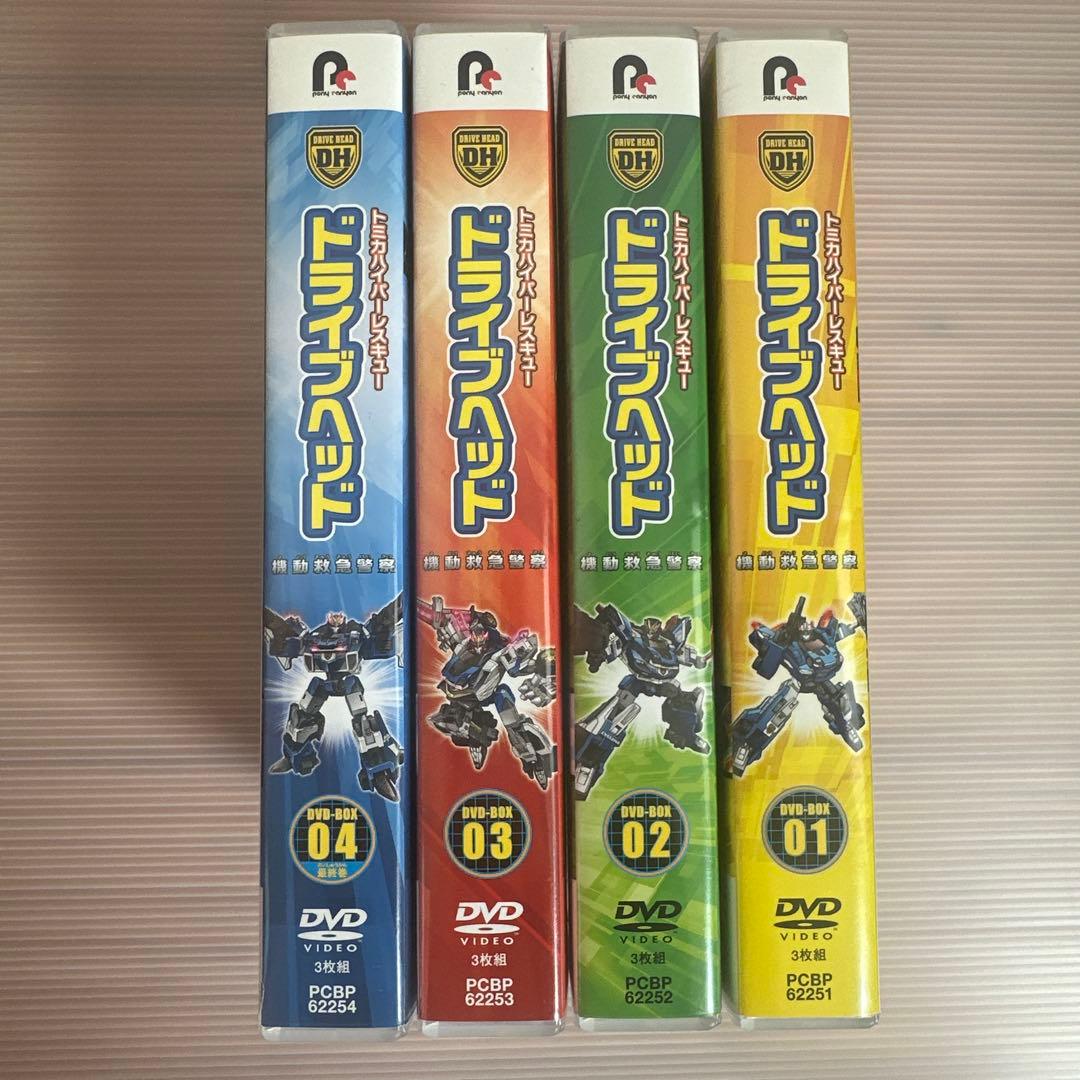 pony canyon
DRIVE HEAD
DH
トミカハイパーレスキュー
ドライブヘッド
機動救急警察
DVD-BOX
04
最終巻
DVD
VIDEO™
3枚組
PCBP
62254
pony canyon
DRIVE HEAD
DH
トミカハイパーレスキュー
ドライブヘッド
機動救急警察
DVD-BOX
03
DVD
VIDEO™
3枚組
PCBP
62253
pony canyon
DRIVE HEAD
DH
トミカハイパーレスキュー
ドライブヘッド
機動救急警察
DVD-BOX
02
DVD
VIDEO™
3枚組
PCBP
62252
pony canyon
DRIVE HEAD
DH
トミカハイパーレスキュー
ドライブヘッド
機動救急警察
DVD-BOX
01
DVD
VIDEO™
3枚組
PCBP
62251